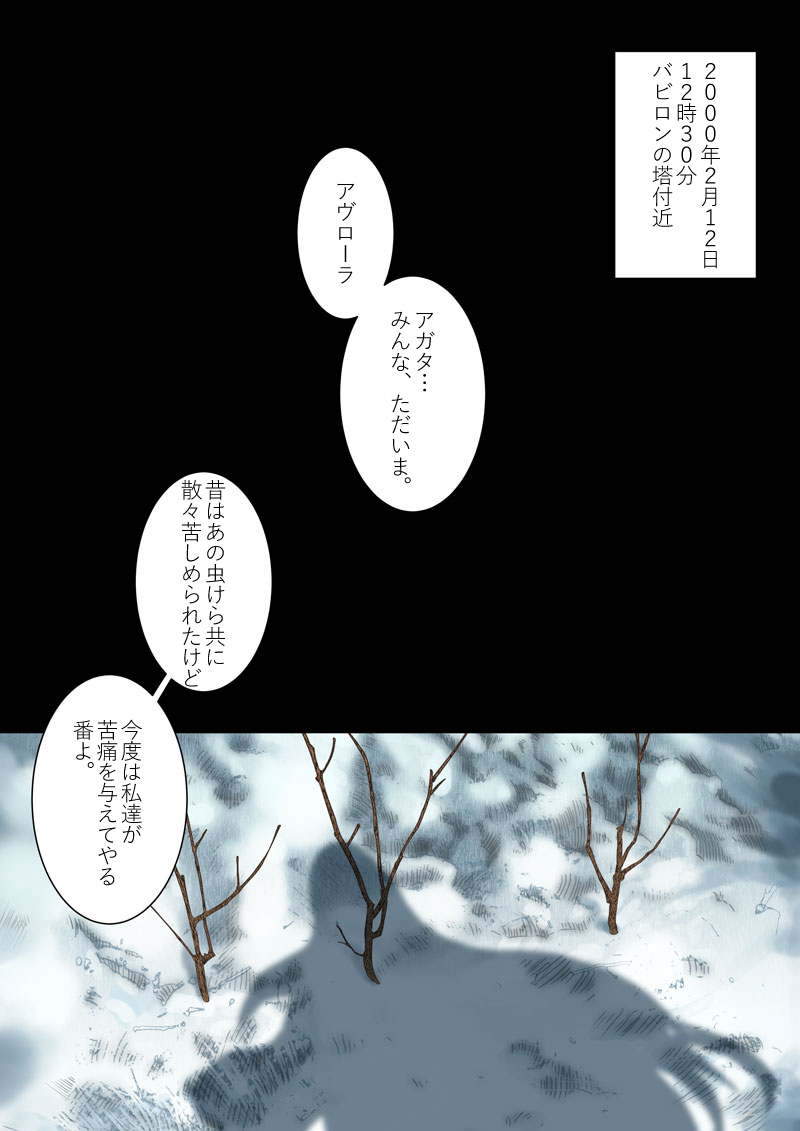 2000年2月12日
12時30分
バビロンの塔付近
アヴローラ
アガタ…
みんな、ただいま。
昔はあの虫けら共に
散々苦しめられたけど
今度は私達が
苦痛を与えてやる
番よ。